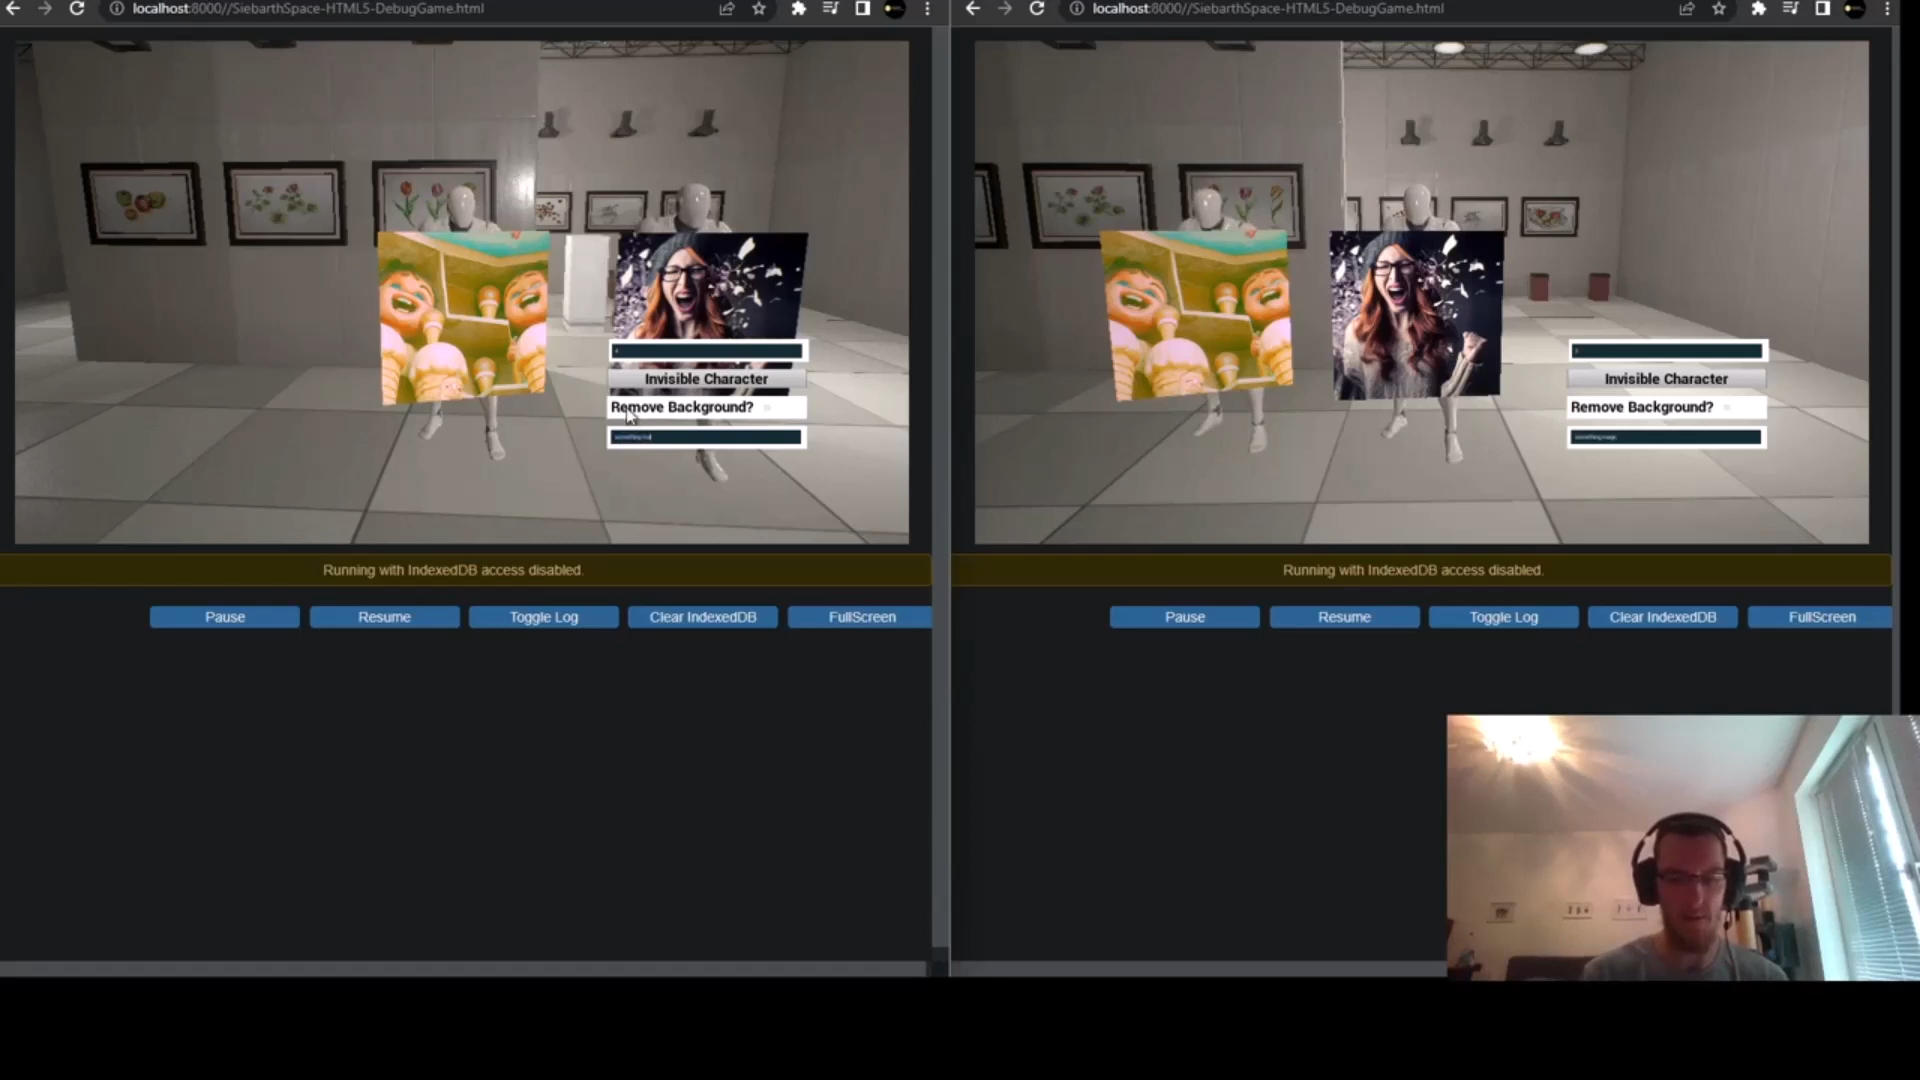 localhost:8000//SiebarthSpace-HTML5-DebugGame.html
Invisible Character
Remove Background?
Running with IndexedDB access disabled.
Pause
Resume
Toggle Log
Clear IndexedDB
FullScreen
localhost:8000//SiebarthSpace-HTML5-DebugGame.html
Invisible Character
Remove Background?
Running with IndexedDB access disabled.
Pause
Resume
Toggle Log
Clear IndexedDB
FullScreen